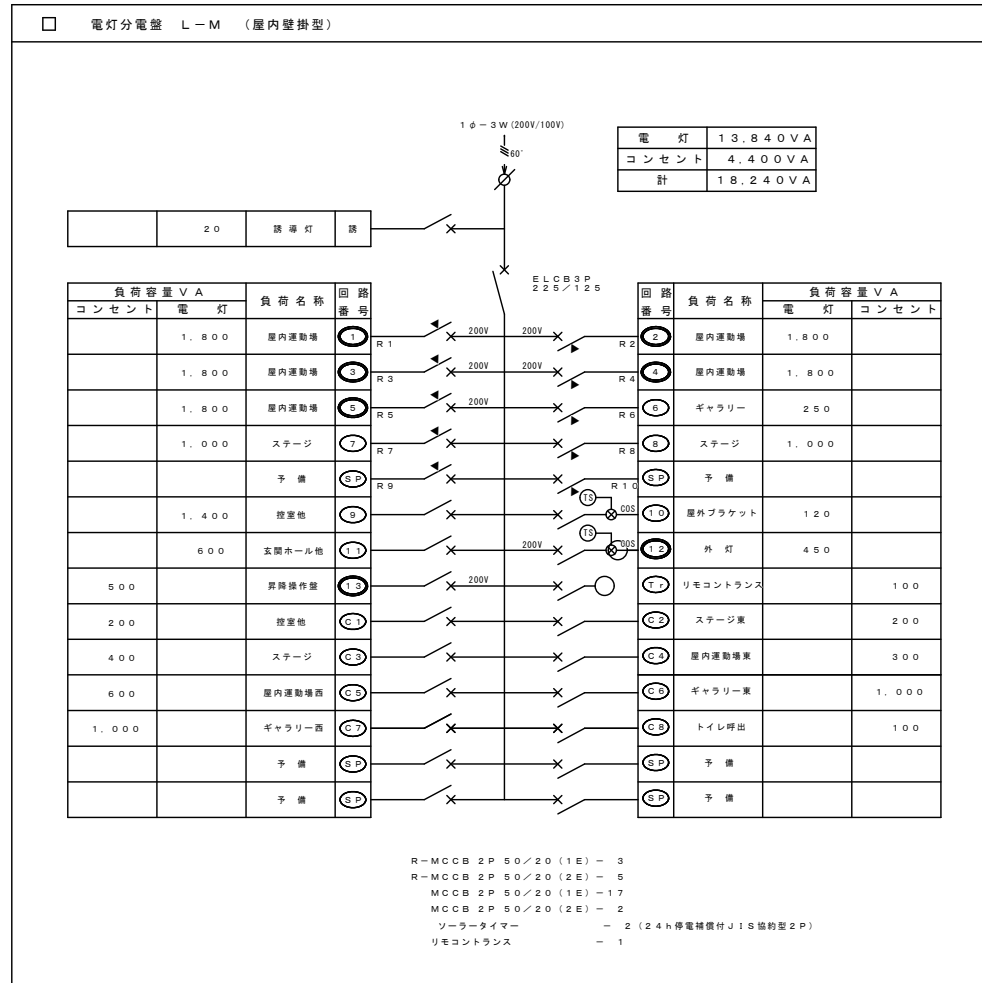 □ 電灯分電盤 L－M （屋内壁掛型）
1φ－3W(200V/100V)
60°
電灯 13,840VA
コンセント 4,400VA
計 18,240VA
20 誘導灯 誘
ELCB3P
225/125
負荷容量VA 負荷名称 回路番号
コンセント 電灯
回路番号 負荷名称 負荷容量VA
電灯 コンセント
1,800 屋内運動場 1 R1 200V 200V R2 2 屋内運動場 1,800
1,800 屋内運動場 3 R3 200V 200V R4 4 屋内運動場 1,800
1,800 屋内運動場 5 R5 200V R6 6 ギャラリー 250
1,000 ステージ 7 R7 R8 8 ステージ 1,000
予備 SP R9 R10 SP 予備
1,400 控室他 9 TS COS 10 屋外ブラケット 120
600 玄関ホール他 11 200V TS COS 12 外灯 450
500 昇降操作盤 13 200V Tr リモコントランス 100
200 控室他 C1 C2 ステージ東 200
400 ステージ C3 C4 屋内運動場東 300
600 屋内運動場西 C5 C6 ギャラリー東 1,000
1,000 ギャラリー西 C7 C8 トイレ呼出 100
予備 SP SP 予備
予備 SP SP 予備
R－MCCB 2P 50/20(1E)－ 3
R－MCCB 2P 50/20(2E)－ 5
MCCB 2P 50/20(1E)－17
MCCB 2P 50/20(2E)－ 2
ソーラータイマー － 2(24h停電補償付JIS協約型2P)
リモコントランス － 1